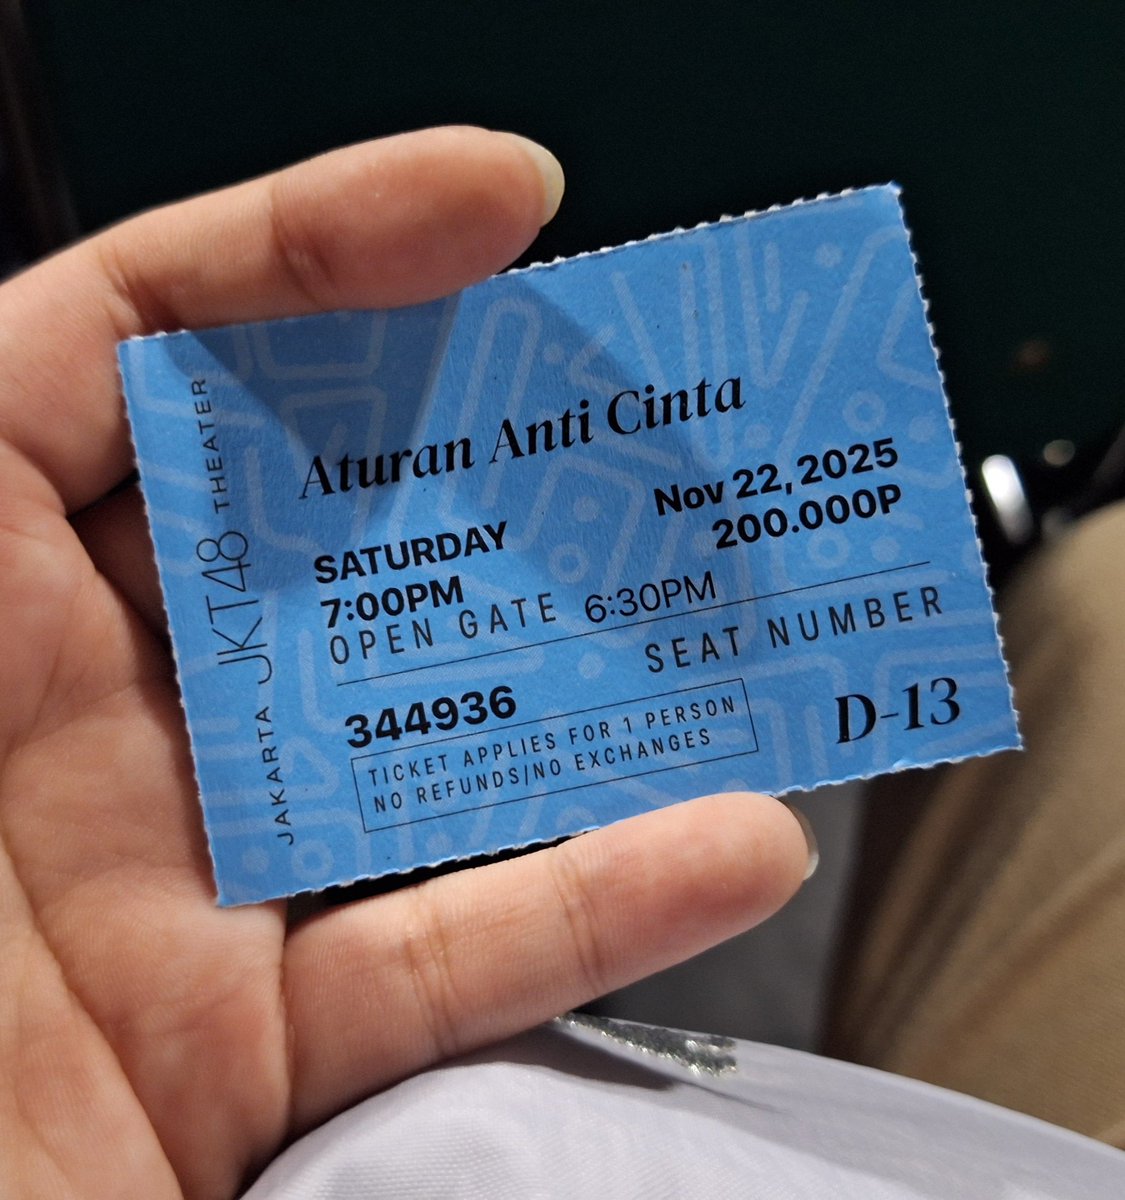 JAKARTA JKT48 THEATER
JKT48
Aturan Anti Cinta
SATURDAY
7:00PM
Nov 22, 2025
200.000P
OPEN GATE 6:30PM
344936
SEAT NUMBER
D-13
TICKET APPLIES FOR 1 PERSON
NO REFUNDS/NO EXCHANGES